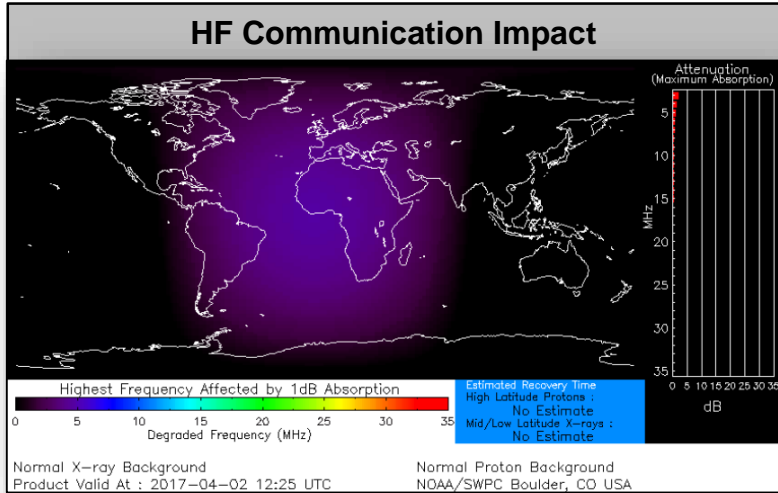 HF Communication Impact
Attenuation
(Maximum Absorption)
5
10
15
20
25
30
35
MHz
0 5 10 15 20 25 30 35
dB
Highest Frequency Affected by 1dB Absorption
0 5 10 15 20 25 30 35
Degraded Frequency (MHz)
Estimated Recovery Time
High Latitude Protons :
No Estimate
Mid/Low Latitude X-rays :
No Estimate
Normal X-ray Background
Product Valid At : 2017-04-02 12:25 UTC
Normal Proton Background
NOAA/SWPC Boulder, CO USA